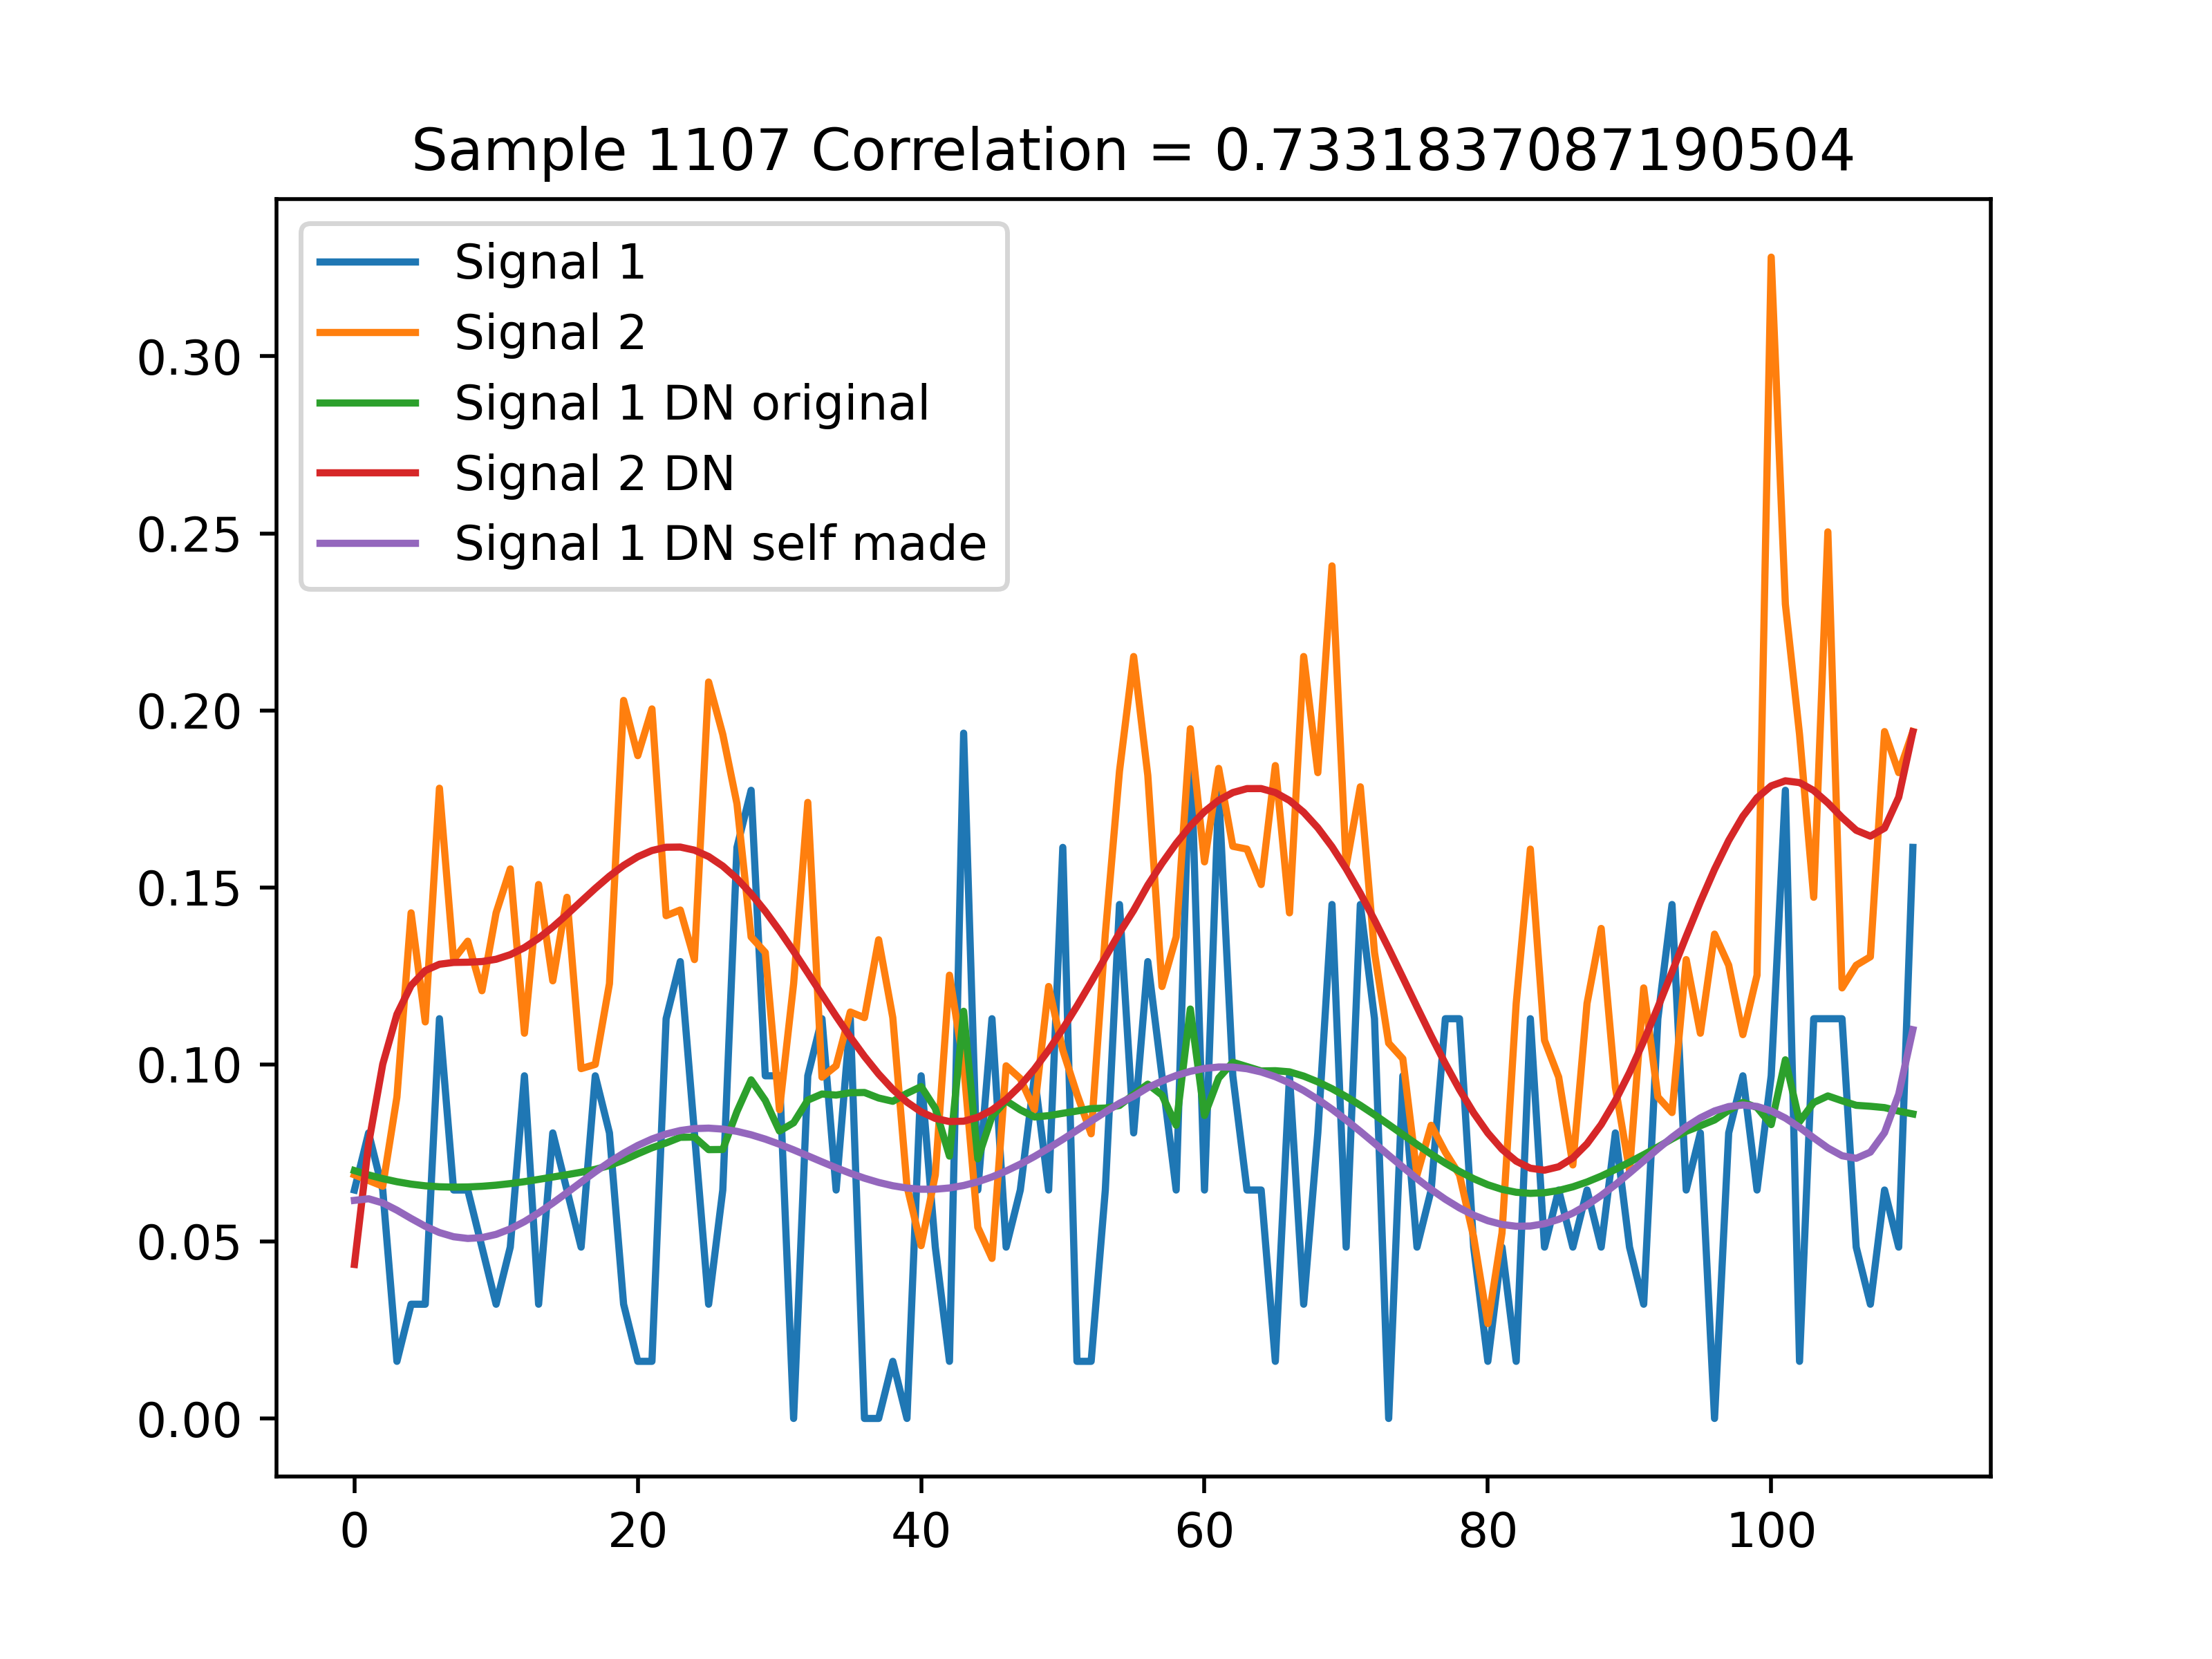 Sample 1107 Correlation = 0.7331837087190504
Signal 1
Signal 2
Signal 1 DN original
Signal 2 DN
Signal 1 DN self made
0.30
0.25
0.20
0.15
0.10
0.05
0.00
0 20 40 60 80 100